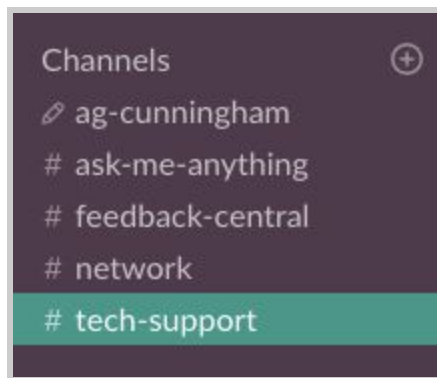 Channels
ag-cunningham
# ask-me-anything
# feedback-central
# network
# tech-support